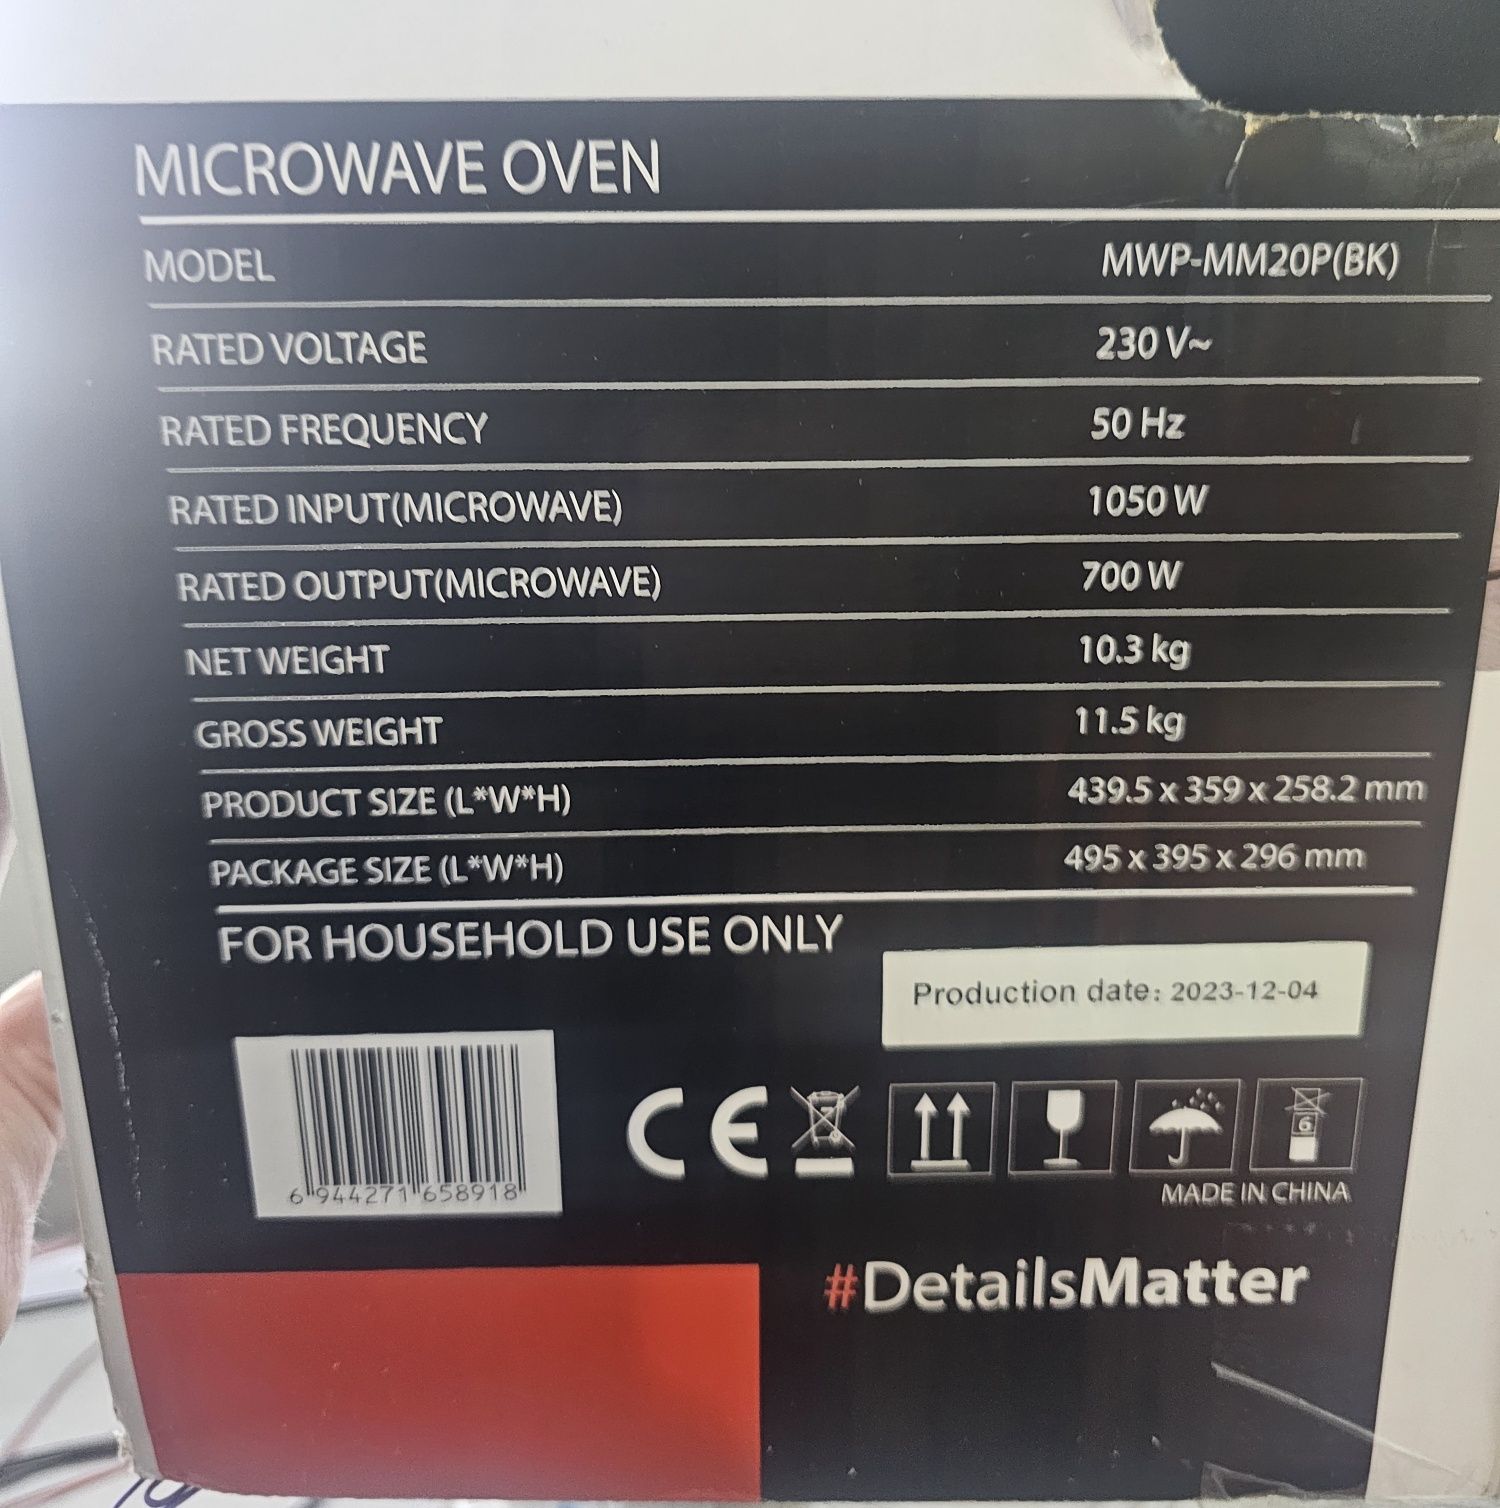 MICROWAVE OVEN
MODEL MWP-MM20P(BK)
RATED VOLTAGE 230 V~
RATED FREQUENCY 50 Hz
RATED INPUT(MICROWAVE) 1050 W
RATED OUTPUT(MICROWAVE) 700 W
NET WEIGHT 10.3 kg
GROSS WEIGHT 11.5 kg
PRODUCT SIZE (L*W*H) 439.5 x 359 x 258.2 mm
PACKAGE SIZE (L*W*H) 495 x 395 x 296 mm
FOR HOUSEHOLD USE ONLY
Production date: 2023-12-04
6 944271 658918
CE
6
MADE IN CHINA
#DetailsMatter